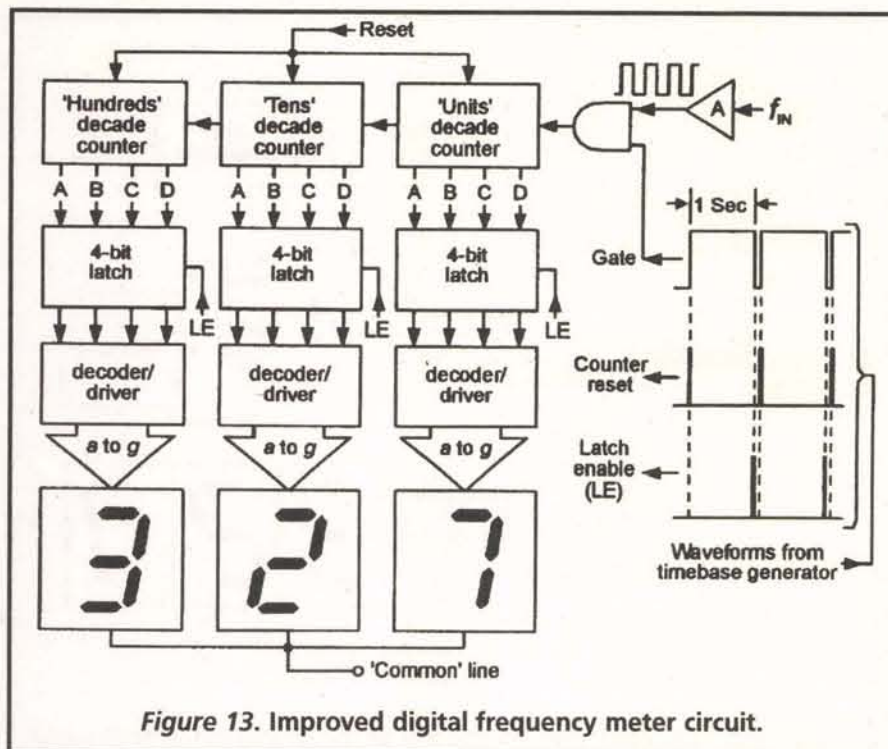 Reset
'Hundreds'
decade
counter
'Tens'
decade
counter
'Units'
decade
counter
A
f_IN
A B C D
A B C D
A B C D
1 Sec
4-bit
latch
4-bit
latch
4-bit
latch
Gate
LE
LE
LE
decoder/
driver
decoder/
driver
decoder/
driver
Counter
reset
a to g
a to g
a to g
Latch
enable
(LE)
3
2
7
Waveforms from
timebase generator
'Common' line
Figure 13. Improved digital frequency meter circuit.